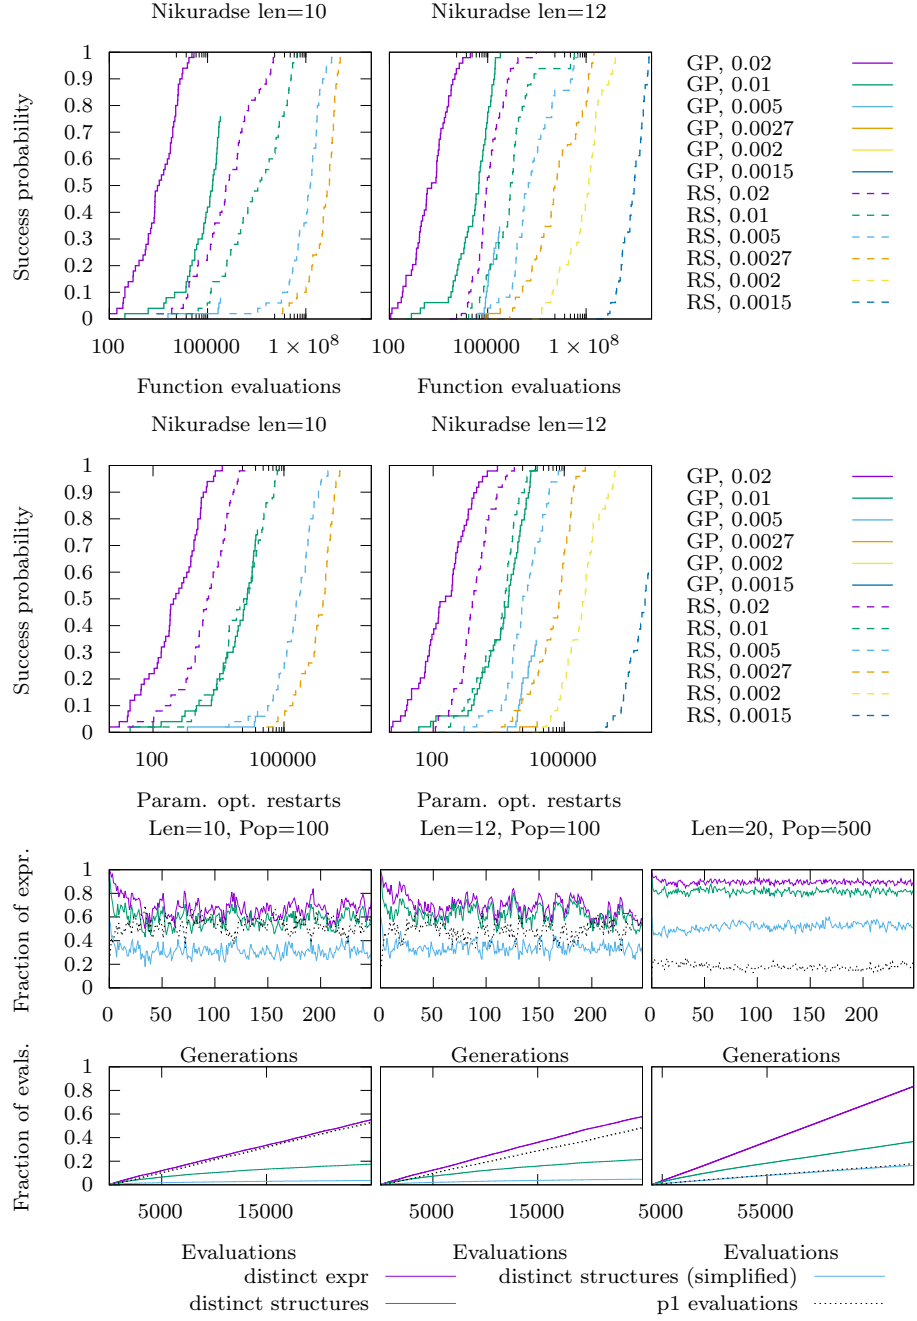 Nikuradse len=10 Nikuradse len=12
Success probability
1
0.9
0.8
0.7
0.6
0.5
0.4
0.3
0.2
0.1
0
100 100000 1 × 10⁸ 100 100000 1 × 10⁸
Function evaluations Function evaluations
GP, 0.02
GP, 0.01
GP, 0.005
GP, 0.0027
GP, 0.002
GP, 0.0015
RS, 0.02
RS, 0.01
RS, 0.005
RS, 0.0027
RS, 0.002
RS, 0.0015
Nikuradse len=10 Nikuradse len=12
Success probability
1
0.9
0.8
0.7
0.6
0.5
0.4
0.3
0.2
0.1
0
100 100000 100 100000
Param. opt. restarts Param. opt. restarts
GP, 0.02
GP, 0.01
GP, 0.005
GP, 0.0027
GP, 0.002
GP, 0.0015
RS, 0.02
RS, 0.01
RS, 0.005
RS, 0.0027
RS, 0.002
RS, 0.0015
Len=10, Pop=100 Len=12, Pop=100 Len=20, Pop=500
Fraction of expr.
1
0.8
0.6
0.4
0.2
0
0 50 100 150 200 0 50 100 150 200 0 50 100 150 200
Generations Generations
Fraction of evals.
1
0.8
0.6
0.4
0.2
0
5000 15000 5000 15000 5000 55000
Evaluations Evaluations Evaluations
distinct expr distinct structures (simplified)
distinct structures p1 evaluations